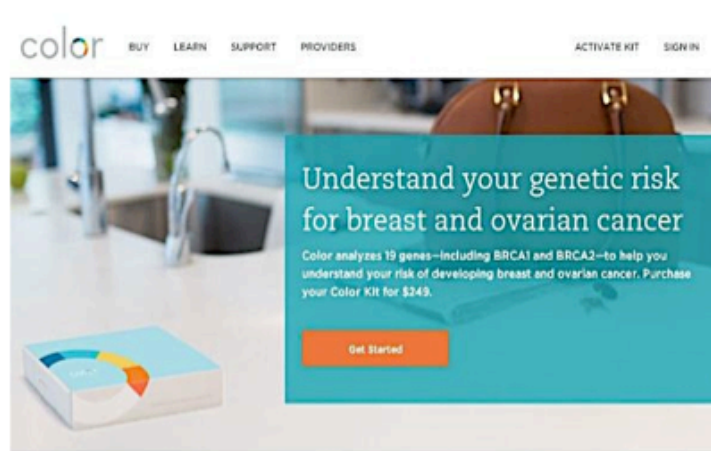 color
BUY LEARN SUPPORT PROVIDERS ACTIVATE KIT SIGN IN
Understand your genetic risk
for breast and ovarian cancer
Color analyzes 19 genes—including BRCA1 and BRCA2—to help you
understand your risk of developing breast and ovarian cancer. Purchase
your Color Kit for $249.
Get Started